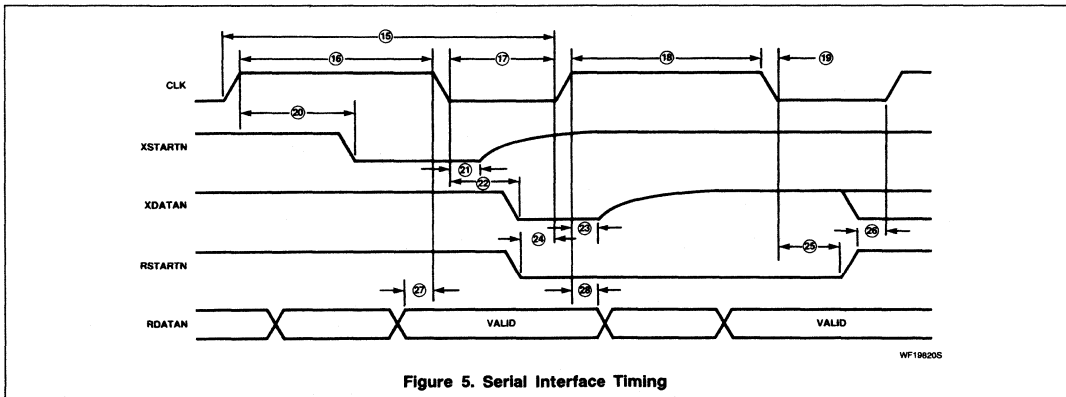 ⑮
⑯ ⑰ ⑱ ⑲
CLK
⑳
XSTARTN
㉑
㉒
XDATAN
㉓
㉔ ㉕ ㉖
RSTARTN
㉗ ㉘
RDATAN VALID VALID
WF19820S
Figure 5. Serial Interface Timing